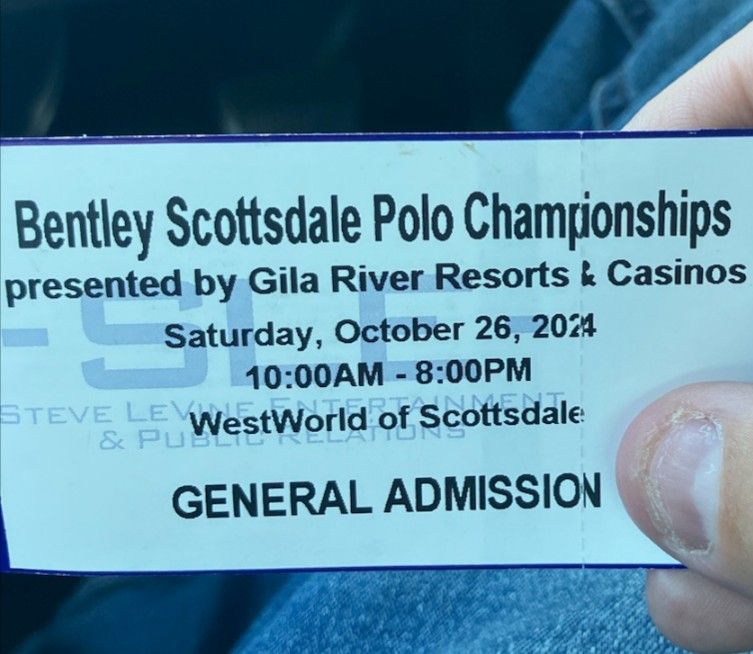 Bentley Scottsdale Polo Championships
presented by Gila River Resorts & Casinos
Saturday, October 26, 2024
10:00AM - 8:00PM
-SLE-
STEVE LEVINE ENTERTAINMENT
WestWorld of Scottsdale
& PUBLIC RELATIONS
GENERAL ADMISSION